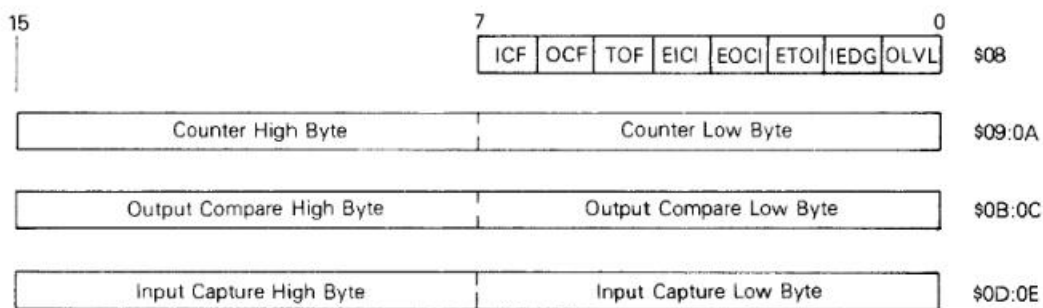 15 7 0
ICF OCF TOF EICI EOCI ETOI IEDG OLVL $08
Counter High Byte Counter Low Byte $09:0A
Output Compare High Byte Output Compare Low Byte $0B:0C
Input Capture High Byte Input Capture Low Byte $0D:0E